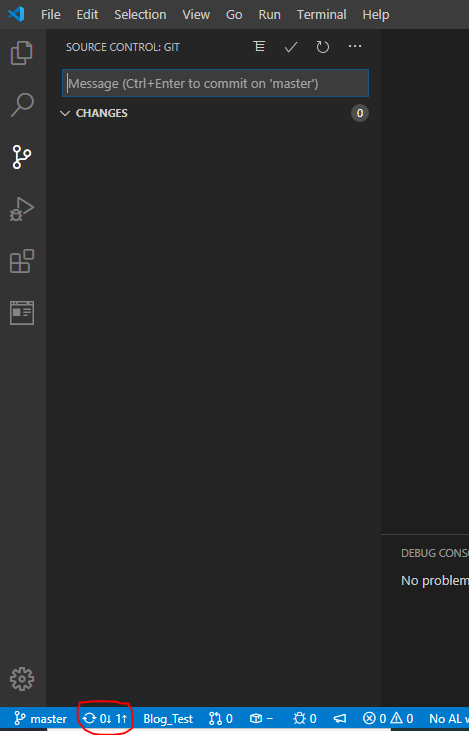 File Edit Selection View Go Run Terminal Help
SOURCE CONTROL: GIT
Message (Ctrl+Enter to commit on 'master')
CHANGES 0
DEBUG CONS
No problem
master 0↓ 1↑ Blog_Test 0 – 0 0 0 No AL w